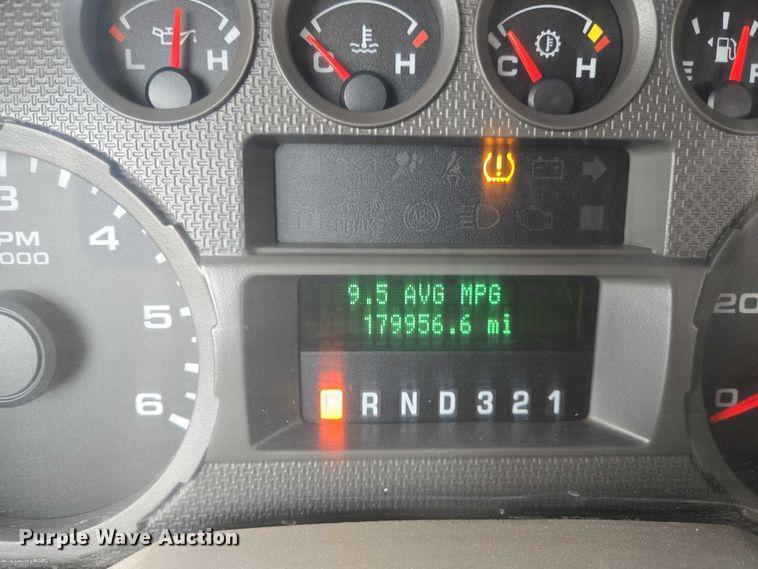 L H
C H
C H
3
4
5
6
PM
000
ABS
9.5 AVG MPG
179956.6 mi
P R N D 3 2 1
20
0
Purple Wave Auction